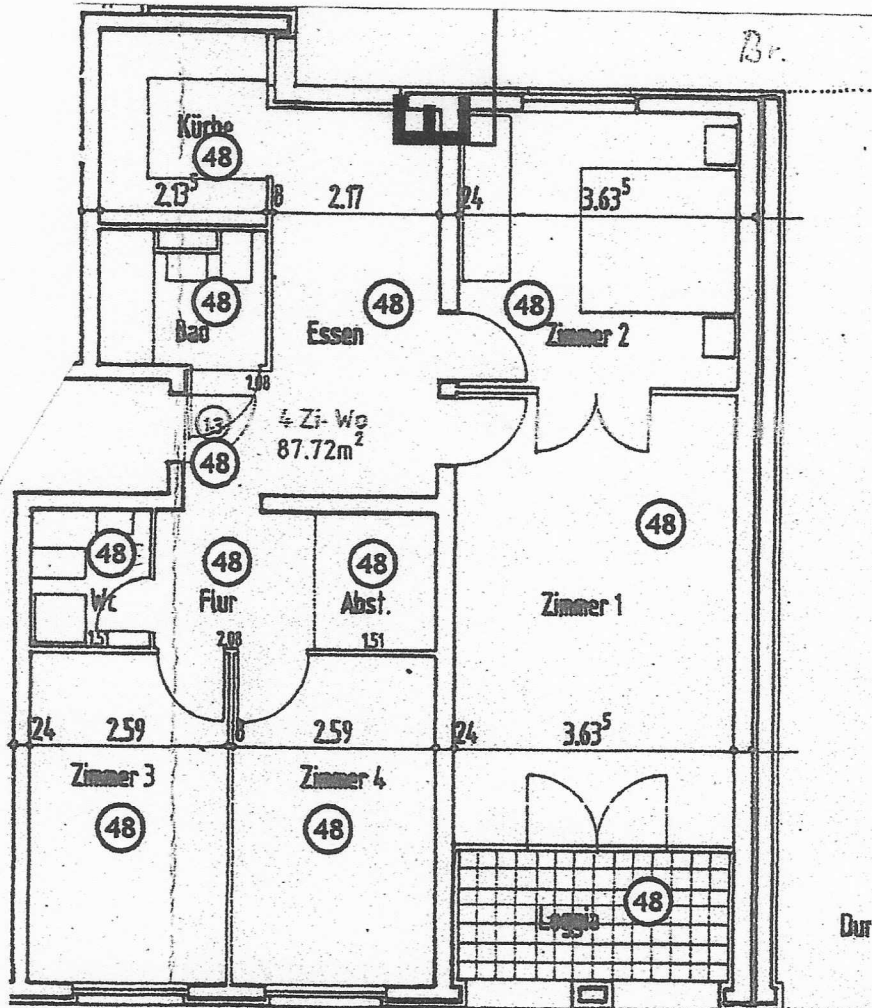 Br.
Küche
48
2.13⁵ 8 2.17 24 3.63⁵
48 48 48
Bad Essen Zimmer 2
2.08
4 Zi-Wo
87.72m²
48
48
48 48 48
Wc Flur Abst. Zimmer 1
1.51 2.08 1.51
24 2.59 8 2.59 24 3.63⁵
Zimmer 3 Zimmer 4
48 48
48
Loggia
Dur